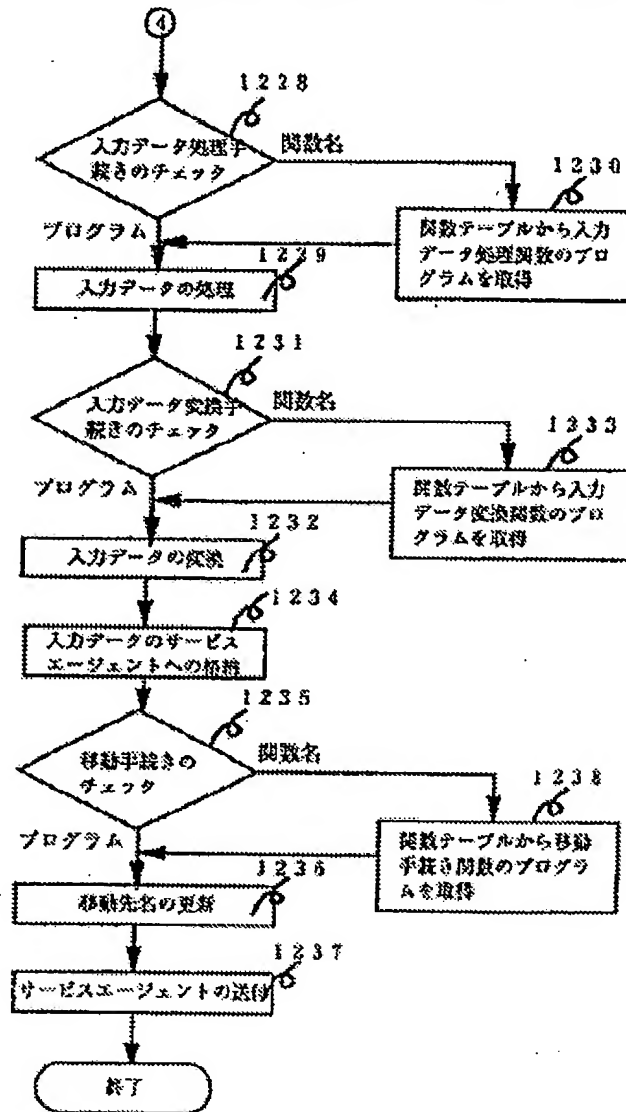 ④
1228
入力データ処理手
続きのチェック
関数名
1230
関数テーブルから入力
データ処理関数のプロ
グラムを取得
プログラム
1229
入力データの処理
1231
入力データ変換手
続きのチェック
関数名
1233
関数テーブルから入力
データ変換関数のプロ
グラムを取得
プログラム
1232
入力データの変換
1234
入力データのサービス
エージェントへの格納
1235
移動手続きの
チェック
関数名
1238
関数テーブルから移動
手続き関数のプログラ
ムを取得
プログラム
1236
移動先名の更新
1237
サービスエージェントの送付
終了